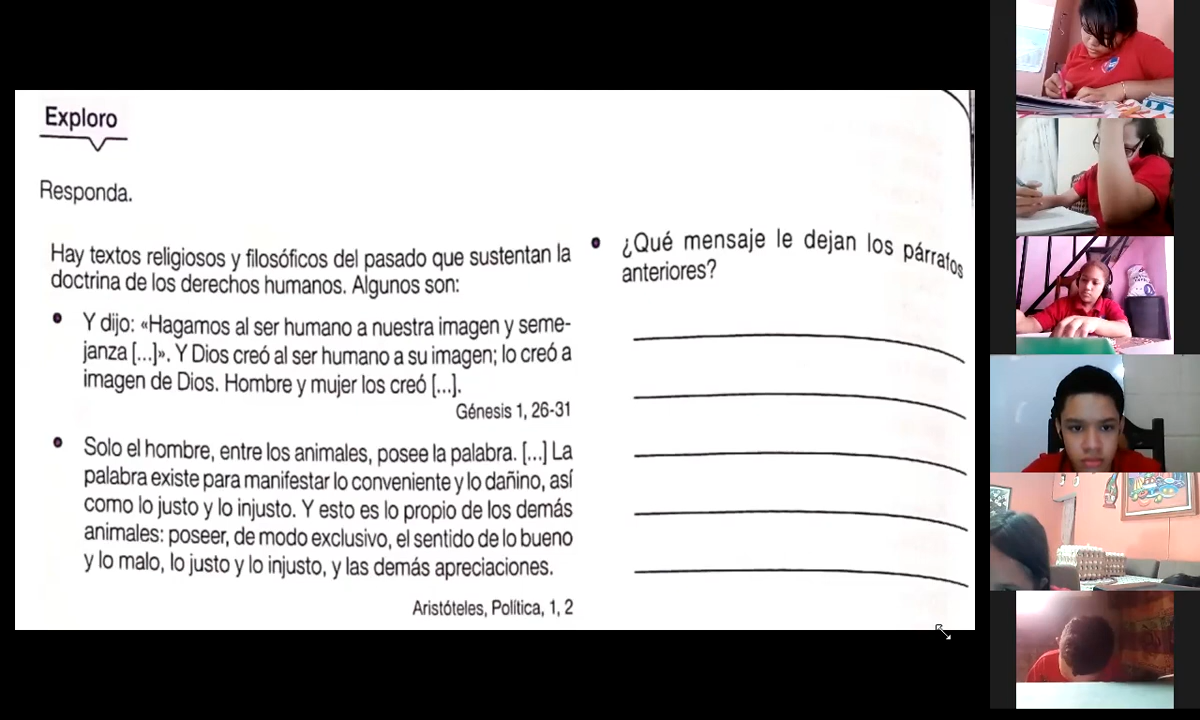 Exploro
Responda.
Hay textos religiosos y filosóficos del pasado que sustentan la
doctrina de los derechos humanos. Algunos son:
• Y dijo: «Hagamos al ser humano a nuestra imagen y seme-
janza [...]». Y Dios creó al ser humano a su imagen; lo creó a
imagen de Dios. Hombre y mujer los creó [...].
Génesis 1, 26-31
• Solo el hombre, entre los animales, posee la palabra. [...] La
palabra existe para manifestar lo conveniente y lo dañino, así
como lo justo y lo injusto. Y esto es lo propio de los demás
animales: poseer, de modo exclusivo, el sentido de lo bueno
y lo malo, lo justo y lo injusto, y las demás apreciaciones.
Aristóteles, Política, 1, 2
• ¿Qué mensaje le dejan los párrafos
anteriores?